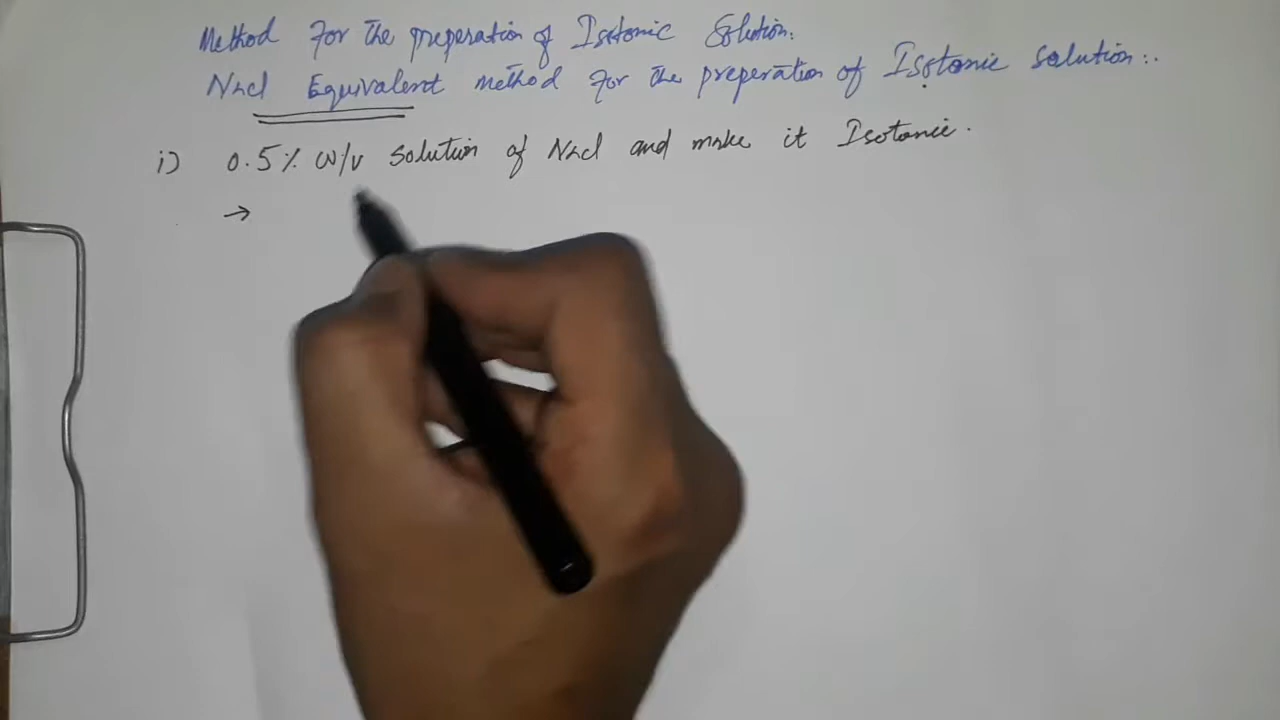 Method for the preperation of Isotonic Solution.
NaCl Equivalent method for the preperation of Isotonic solution:.
i) 0.5% w/v solution of NaCl and make it Isotonic.
→